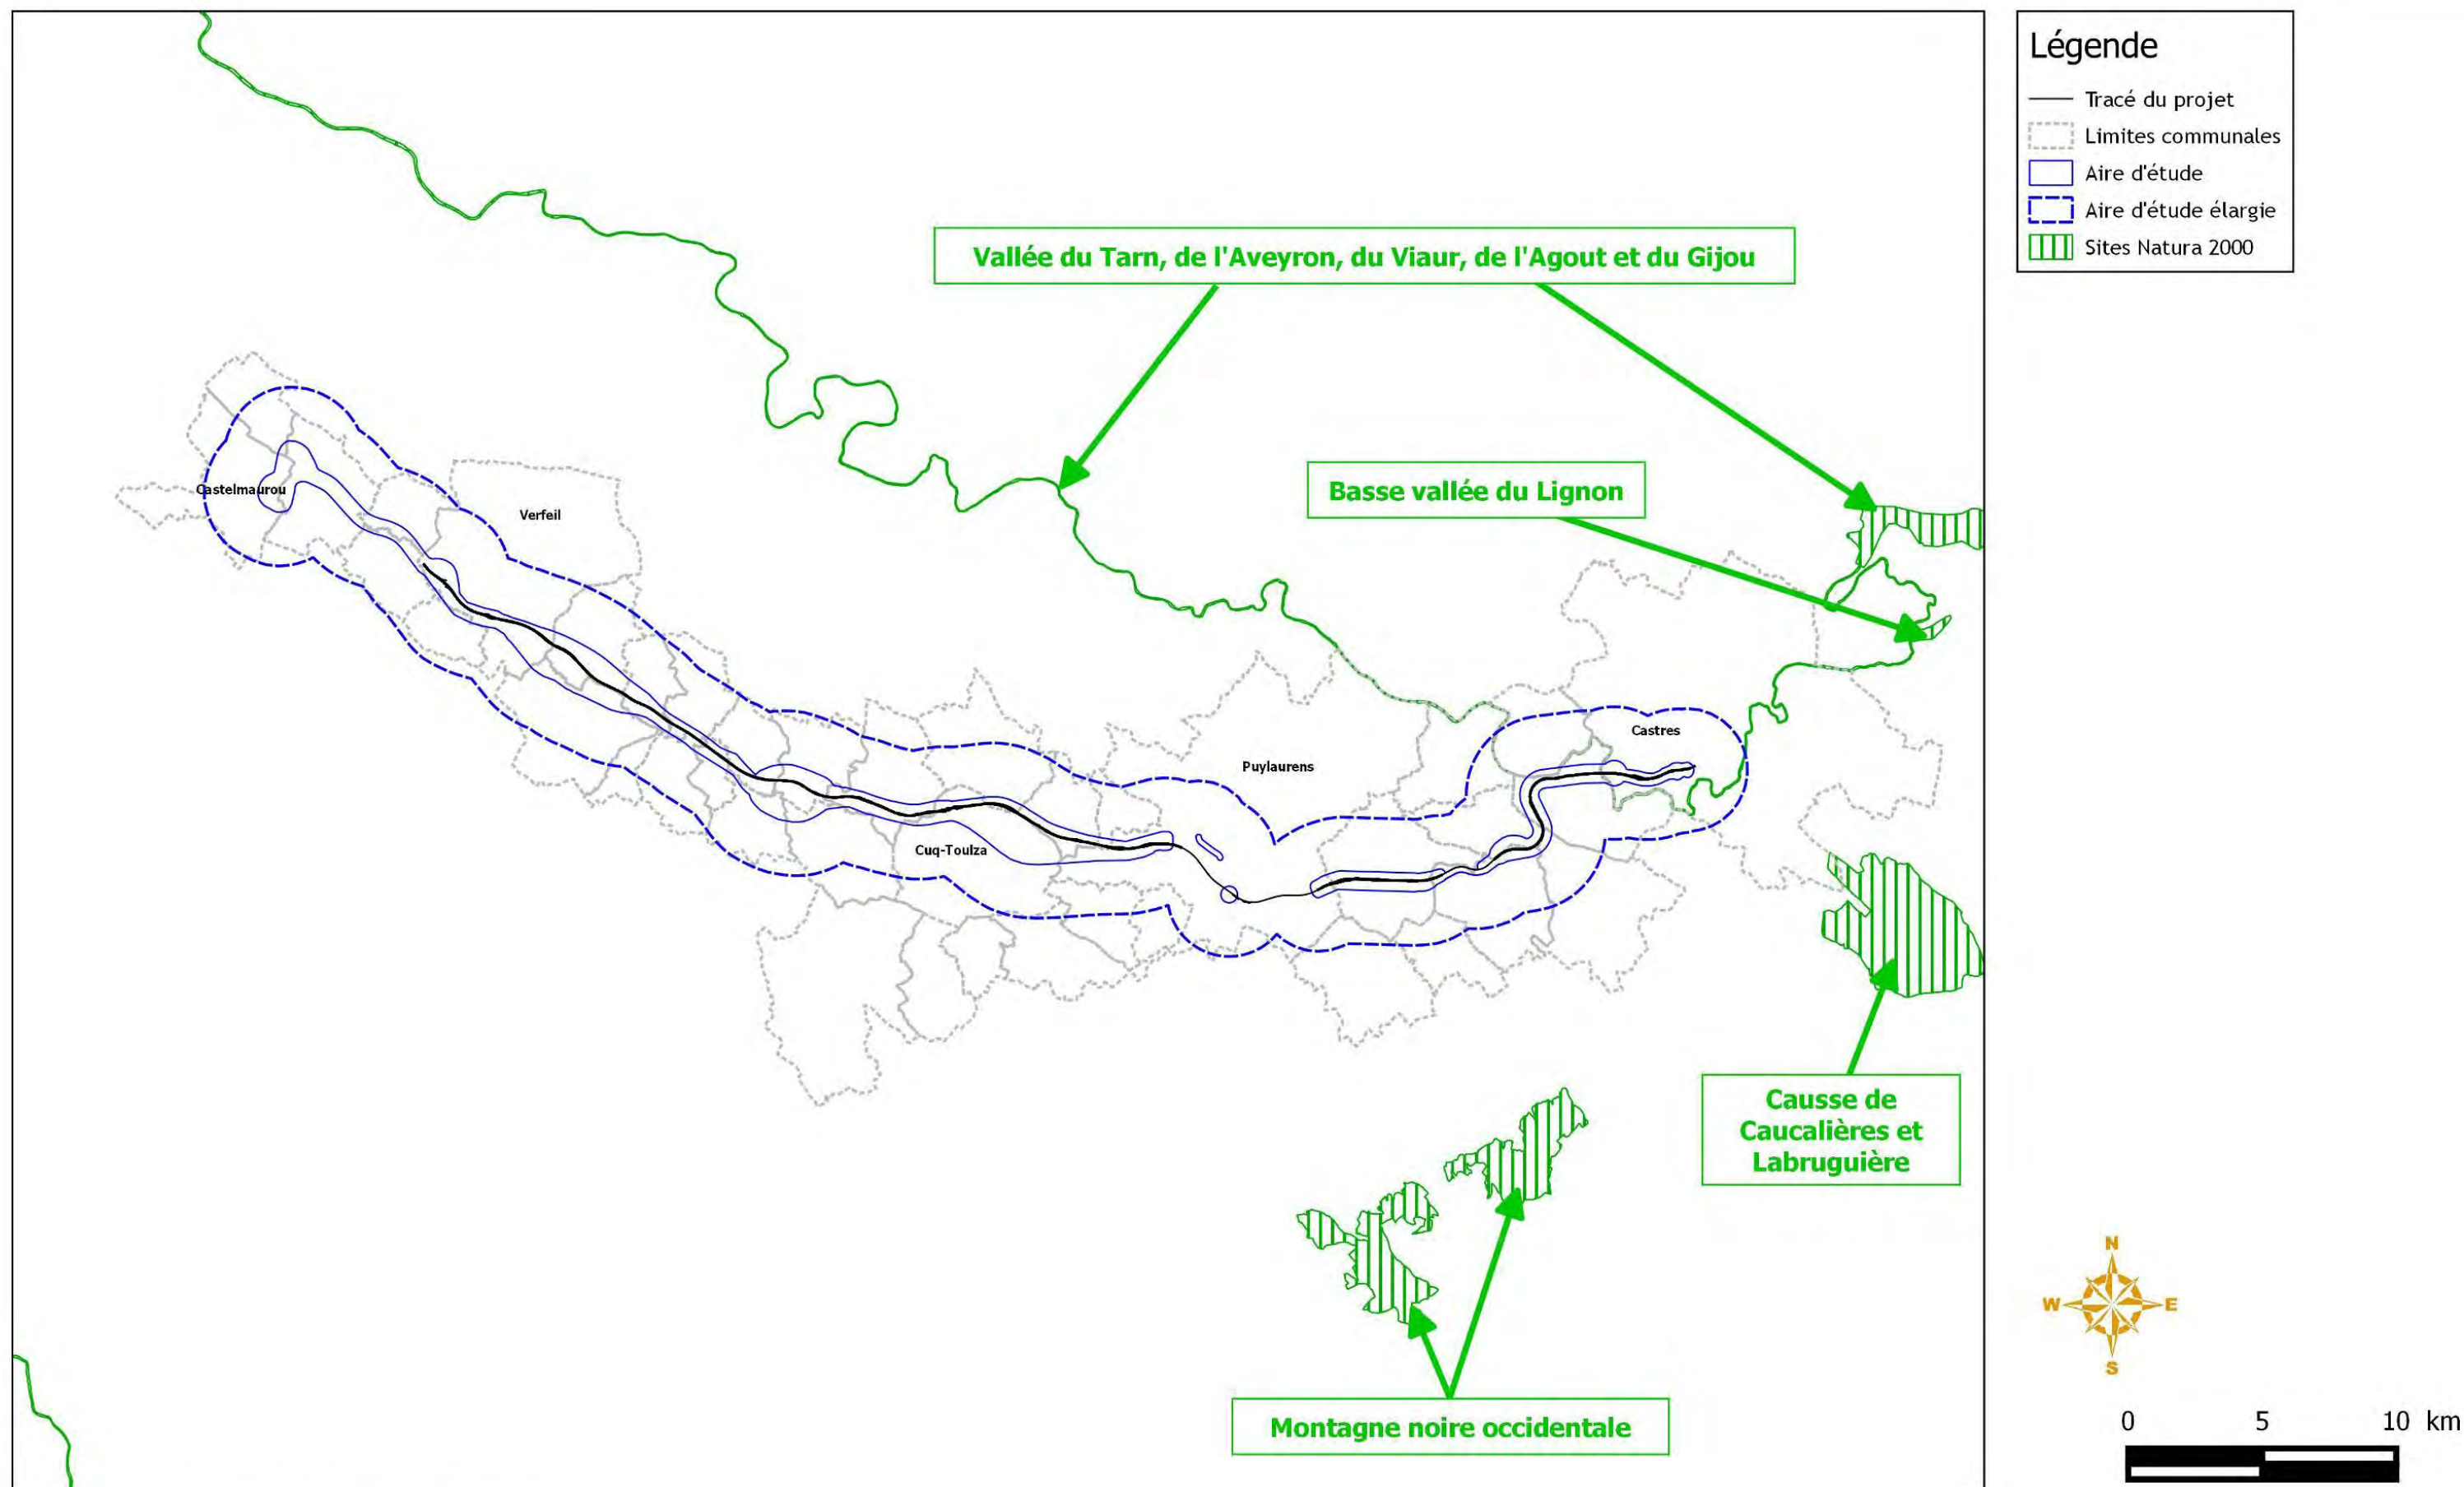 Légende
Tracé du projet
Limites communales
Aire d'étude
Aire d'étude élargie
Sites Natura 2000
Vallée du Tarn, de l'Aveyron, du Viaur, de l'Agout et du Gijou
Basse vallée du Lignon
Castelmaurou
Verfeil
Castres
Puylaurens
Cuq-Toulza
Causse de
Caucalières et
Labruguière
Montagne noire occidentale
N
W E
S
0 5 10 km